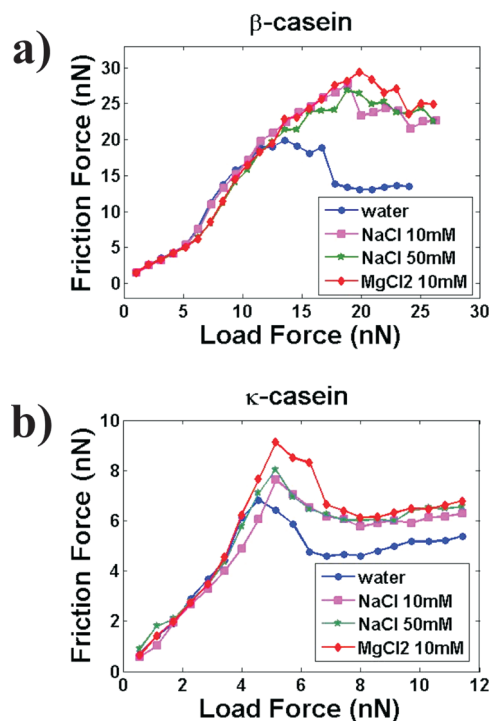 β-casein
a)
Friction Force (nN)
35
30
25
20
15
10
5
0
water
NaCl 10mM
NaCl 50mM
MgCl2 10mM
0 5 10 15 20 25 30
Load Force (nN)
κ-casein
b)
Friction Force (nN)
10
8
6
4
2
0
water
NaCl 10mM
NaCl 50mM
MgCl2 10mM
0 2 4 6 8 10 12
Load Force (nN)